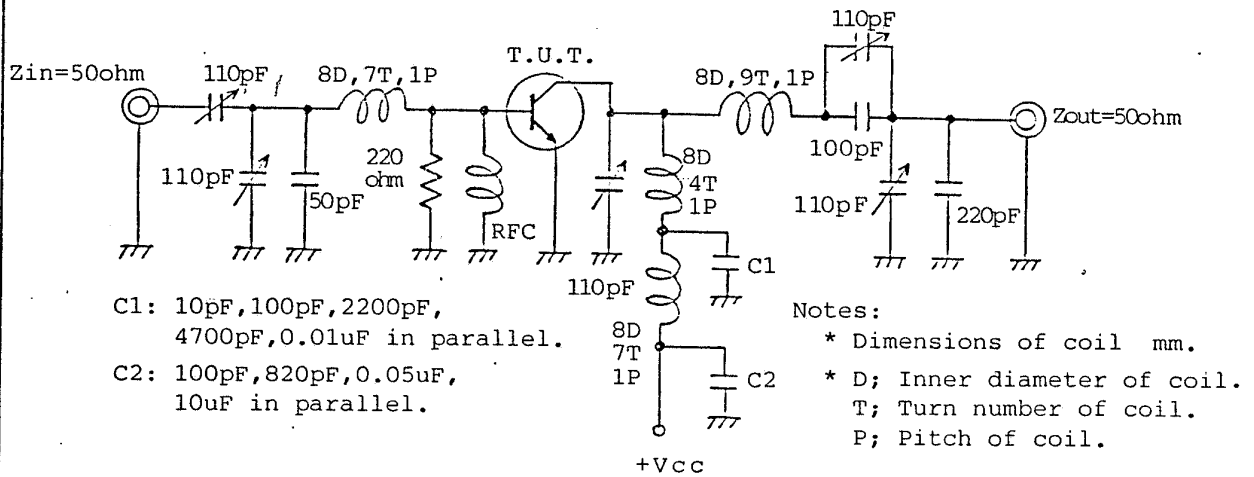 110pF
T.U.T.
Zin=50ohm
110pF
8D,7T,1P
8D,9T,1P
Zout=50ohm
100pF
110pF
50pF
220
ohm
RFC
8D
4T
1P
110pF
220pF
C1
110pF
8D
7T
1P
C2
+Vcc
C1: 10pF,100pF,2200pF,
4700pF,0.01uF in parallel.
C2: 100pF,820pF,0.05uF,
10uF in parallel.
Notes:
* Dimensions of coil mm.
* D; Inner diameter of coil.
T; Turn number of coil.
P; Pitch of coil.